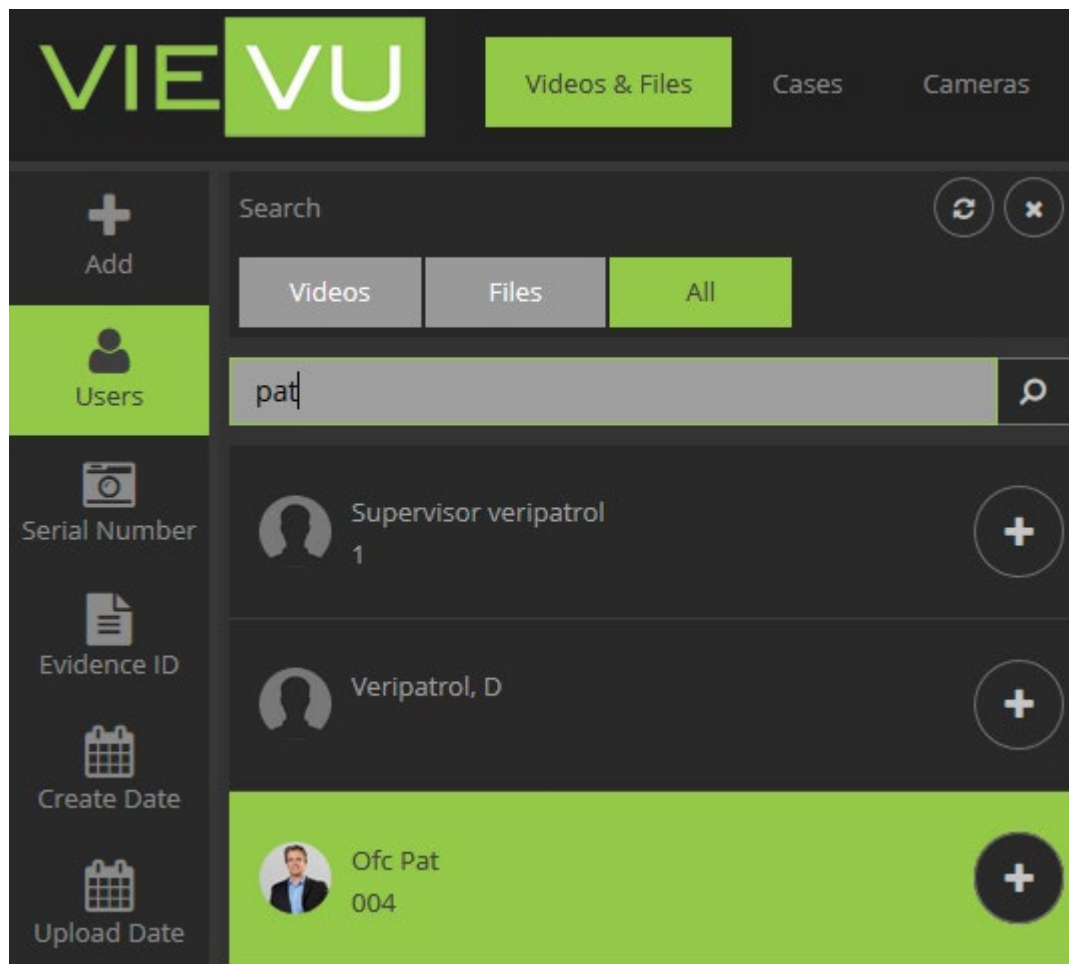 VIEVU
Videos & Files
Cases
Cameras
Add
Users
Serial Number
Evidence ID
Create Date
Upload Date
Search
Videos
Files
All
pat
Supervisor veripatrol
1
Veripatrol, D
Ofc Pat
004